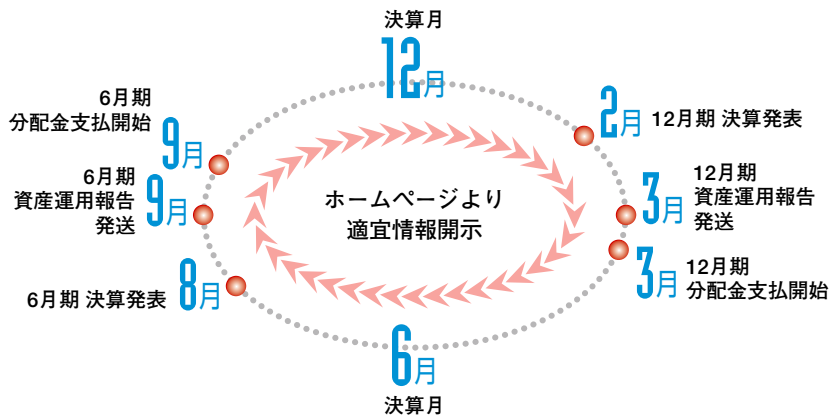 決算月
12月
2月 12月期 決算発表
3月
12月期
資産運用報告
発送
3月
12月期
分配金支払開始
6月
決算月
6月期 決算発表 8月
6月期
資産運用報告
発送
9月
6月期
分配金支払開始
9月
ホームページより
適宜情報開示